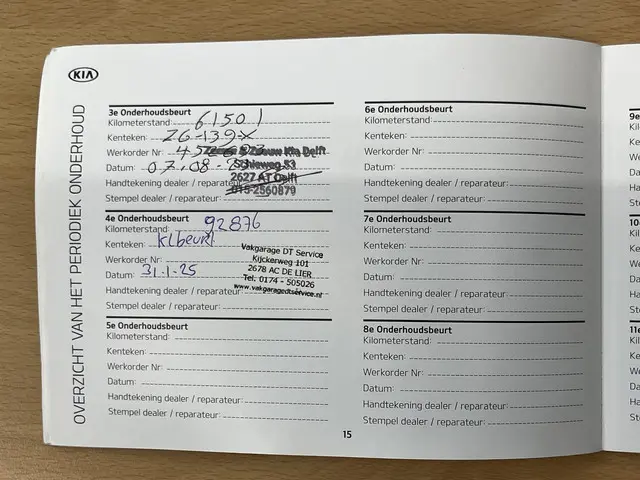 KIA
OVERZICHT VAN HET PERIODIEK ONDERHOUD
3e Onderhoudsbeurt
Kilometerstand: 61501
Kenteken: ZG-139-X
Werkorder Nr:
Zeeuw & Zeeuw Kia Delft
Datum: 07.08.
Schieweg 53
Handtekening dealer / reparateur:
2627 AT Delft
Stempel dealer / reparateur:
015-2560879
4e Onderhoudsbeurt
Kilometerstand: 92876
Kenteken: Klbeurt
Werkorder Nr:
Datum: 31-1-25
Handtekening dealer / reparateur:
Stempel dealer / reparateur:
Vakgarage DT Service
Kijckerweg 101
2678 AC DE LIER
Tel. 0174 - 505026
www.vakgaragedtservice.nl
5e Onderhoudsbeurt
Kilometerstand:
Kenteken:
Werkorder Nr:
Datum:
Handtekening dealer / reparateur:
Stempel dealer / reparateur:
6e Onderhoudsbeurt
Kilometerstand:
Kenteken:
Werkorder Nr:
Datum:
Handtekening dealer / reparateur:
Stempel dealer / reparateur:
7e Onderhoudsbeurt
Kilometerstand:
Kenteken:
Werkorder Nr:
Datum:
Handtekening dealer / reparateur:
Stempel dealer / reparateur:
8e Onderhoudsbeurt
Kilometerstand:
Kenteken:
Werkorder Nr:
Datum:
Handtekening dealer / reparateur:
Stempel dealer / reparateur:
15